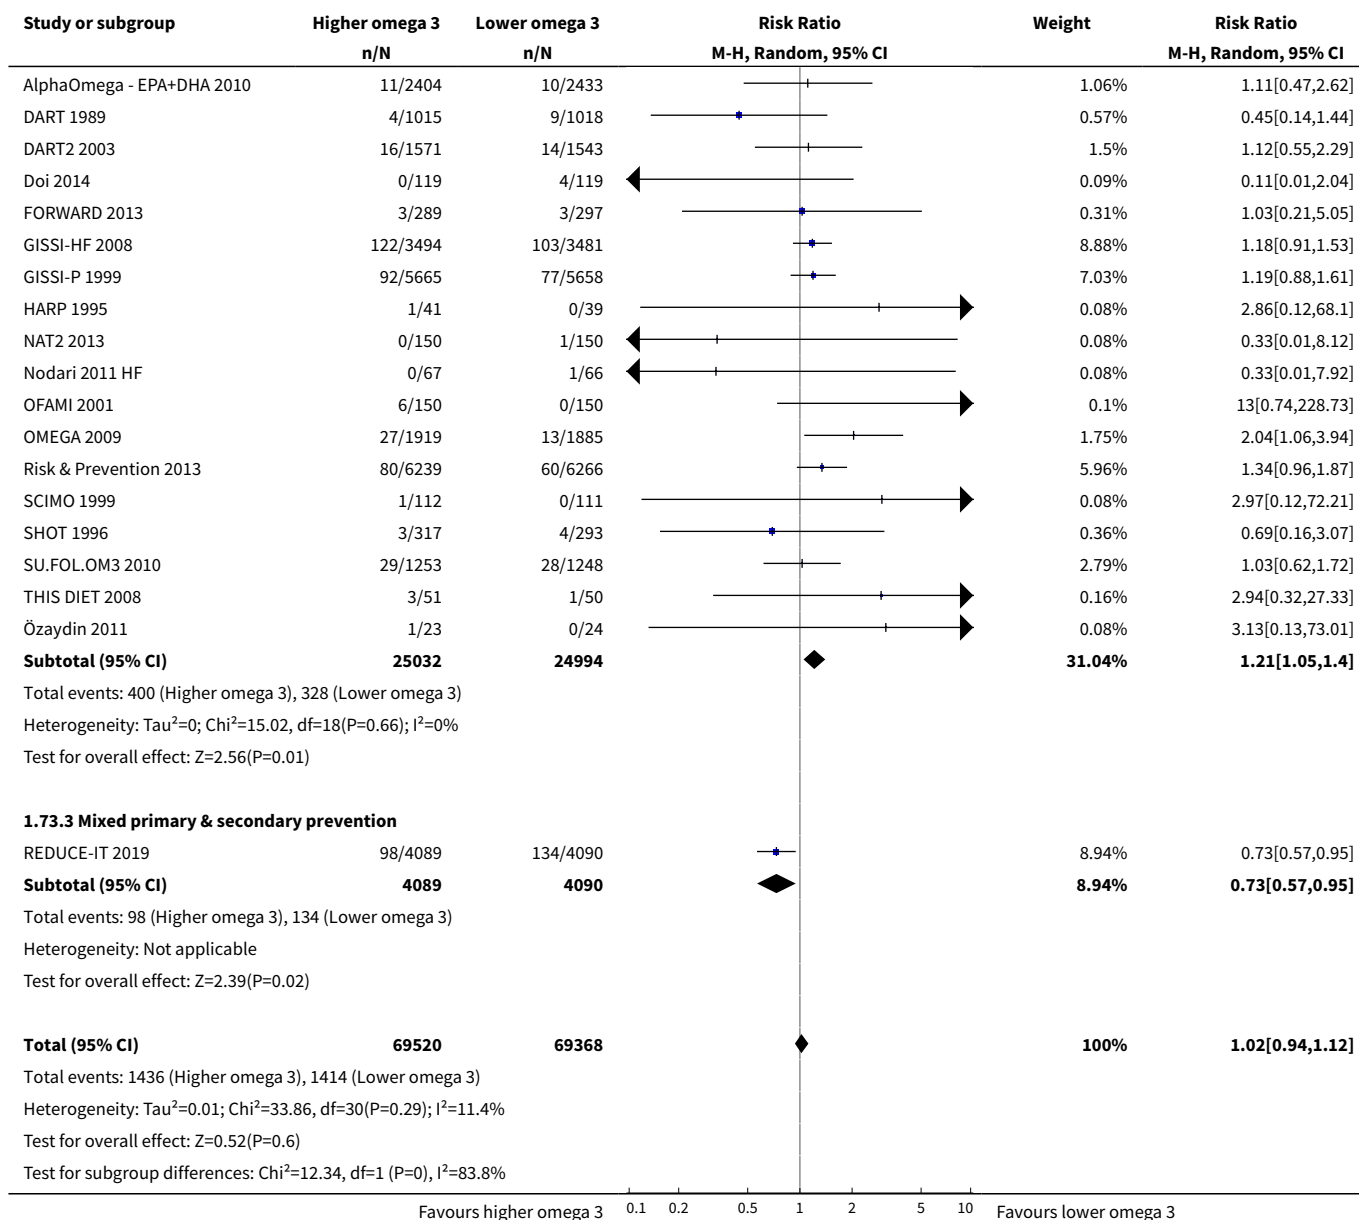 Study or subgroup Higher omega 3 Lower omega 3 Risk Ratio Weight Risk Ratio
n/N n/N M-H, Random, 95% CI M-H, Random, 95% CI
AlphaOmega - EPA+DHA 2010 11/2404 10/2433 1.06% 1.11[0.47,2.62]
DART 1989 4/1015 9/1018 0.57% 0.45[0.14,1.44]
DART2 2003 16/1571 14/1543 1.5% 1.12[0.55,2.29]
Doi 2014 0/119 4/119 0.09% 0.11[0.01,2.04]
FORWARD 2013 3/289 3/297 0.31% 1.03[0.21,5.05]
GISSI-HF 2008 122/3494 103/3481 8.88% 1.18[0.91,1.53]
GISSI-P 1999 92/5665 77/5658 7.03% 1.19[0.88,1.61]
HARP 1995 1/41 0/39 0.08% 2.86[0.12,68.1]
NAT2 2013 0/150 1/150 0.08% 0.33[0.01,8.12]
Nodari 2011 HF 0/67 1/66 0.08% 0.33[0.01,7.92]
OFAMI 2001 6/150 0/150 0.1% 13[0.74,228.73]
OMEGA 2009 27/1919 13/1885 1.75% 2.04[1.06,3.94]
Risk & Prevention 2013 80/6239 60/6266 5.96% 1.34[0.96,1.87]
SCIMO 1999 1/112 0/111 0.08% 2.97[0.12,72.21]
SHOT 1996 3/317 4/293 0.36% 0.69[0.16,3.07]
SU.FOL.OM3 2010 29/1253 28/1248 2.79% 1.03[0.62,1.72]
THIS DIET 2008 3/51 1/50 0.16% 2.94[0.32,27.33]
Özaydin 2011 1/23 0/24 0.08% 3.13[0.13,73.01]
Subtotal (95% CI) 25032 24994 31.04% 1.21[1.05,1.4]
Total events: 400 (Higher omega 3), 328 (Lower omega 3)
Heterogeneity: Tau²=0; Chi²=15.02, df=18(P=0.66); I²=0%
Test for overall effect: Z=2.56(P=0.01)
1.73.3 Mixed primary & secondary prevention
REDUCE-IT 2019 98/4089 134/4090 8.94% 0.73[0.57,0.95]
Subtotal (95% CI) 4089 4090 8.94% 0.73[0.57,0.95]
Total events: 98 (Higher omega 3), 134 (Lower omega 3)
Heterogeneity: Not applicable
Test for overall effect: Z=2.39(P=0.02)
Total (95% CI) 69520 69368 100% 1.02[0.94,1.12]
Total events: 1436 (Higher omega 3), 1414 (Lower omega 3)
Heterogeneity: Tau²=0.01; Chi²=33.86, df=30(P=0.29); I²=11.4%
Test for overall effect: Z=0.52(P=0.6)
Test for subgroup differences: Chi²=12.34, df=1 (P=0), I²=83.8%
Favours higher omega 3 0.1 0.2 0.5 1 2 5 10 Favours lower omega 3